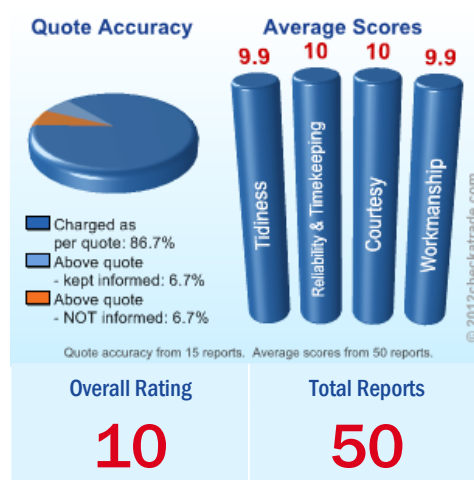 Quote Accuracy
Average Scores
9.9
10
10
9.9
Tidiness
Reliability & Timekeeping
Courtesy
Workmanship
Charged as
per quote: 86.7%
Above quote
- kept informed: 6.7%
Above quote
- NOT informed: 6.7%
© 2012checkatrade.com
Quote accuracy from 15 reports. Average scores from 50 reports.
Overall Rating
Total Reports
10
50